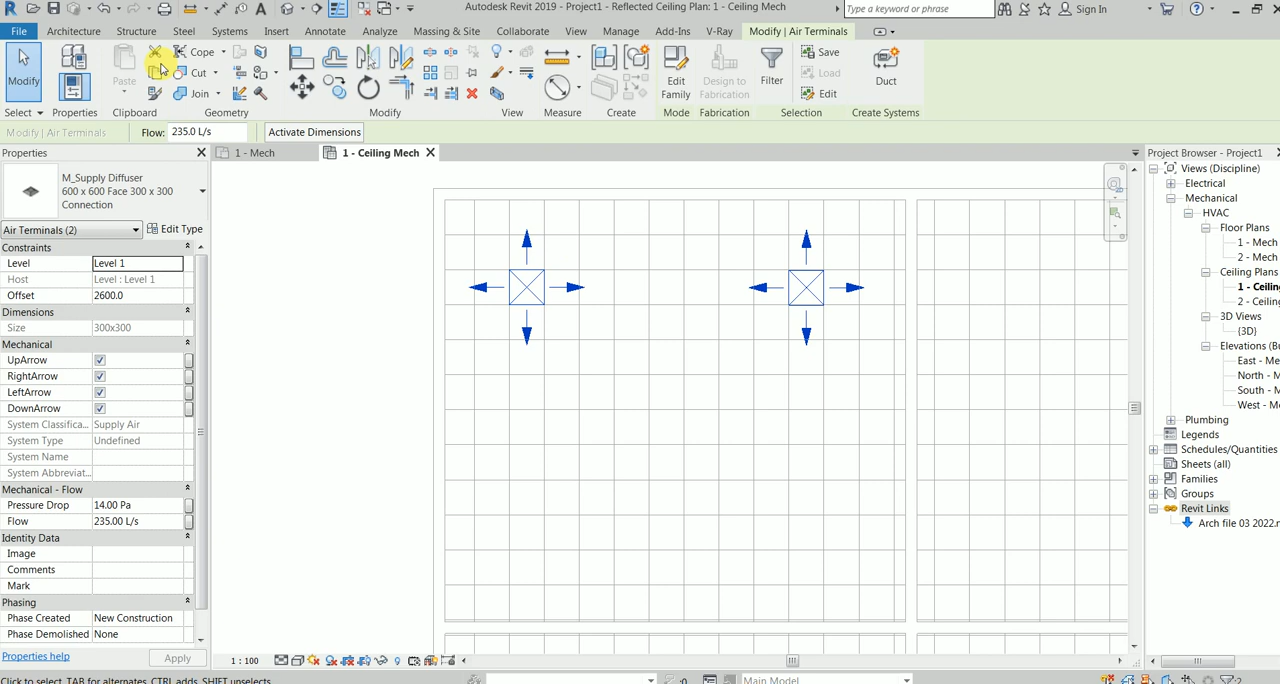 Autodesk Revit 2019 - Project1 - Reflected Ceiling Plan: 1 - Ceiling Mech
Type a keyword or phrase
Sign In
File Architecture Structure Steel Systems Insert Annotate Analyze Massing & Site Collaborate View Manage Add-Ins V-Ray Modify | Air Terminals
Cope
Save
Modify
Paste
Cut
Edit
Design to
Filter
Load
Duct
Family
Fabrication
Join
Edit
Select Properties Clipboard Geometry Modify View Measure Create Mode Fabrication Selection Create Systems
Modify | Air Terminals Flow: 235.0 L/s Activate Dimensions
Properties
1 - Mech
1 - Ceiling Mech
Project Browser - Project1
M_Supply Diffuser
600 x 600 Face 300 x 300
Connection
Air Terminals (2) Edit Type
Constraints
Level Level 1
Host Level : Level 1
Offset 2600.0
Dimensions
Size 300x300
Mechanical
UpArrow
RightArrow
LeftArrow
DownArrow
System Classifica... Supply Air
System Type Undefined
System Name
System Abbreviat...
Mechanical - Flow
Pressure Drop 14.00 Pa
Flow 235.00 L/s
Identity Data
Image
Comments
Mark
Phasing
Phase Created New Construction
Phase Demolished None
Properties help Apply
Views (Discipline)
Electrical
Mechanical
HVAC
Floor Plans
1 - Mech
2 - Mech
Ceiling Plans
1 - Ceilin
2 - Ceilin
3D Views
{3D}
Elevations (Bu
East - Me
North - M
South - M
West - Me
Plumbing
Legends
Schedules/Quantities
Sheets (all)
Families
Groups
Revit Links
Arch file 03 2022.r
1 : 100
Click to select, TAB for alternates, CTRL adds, SHIFT unselects.
:0
Main Model
:2